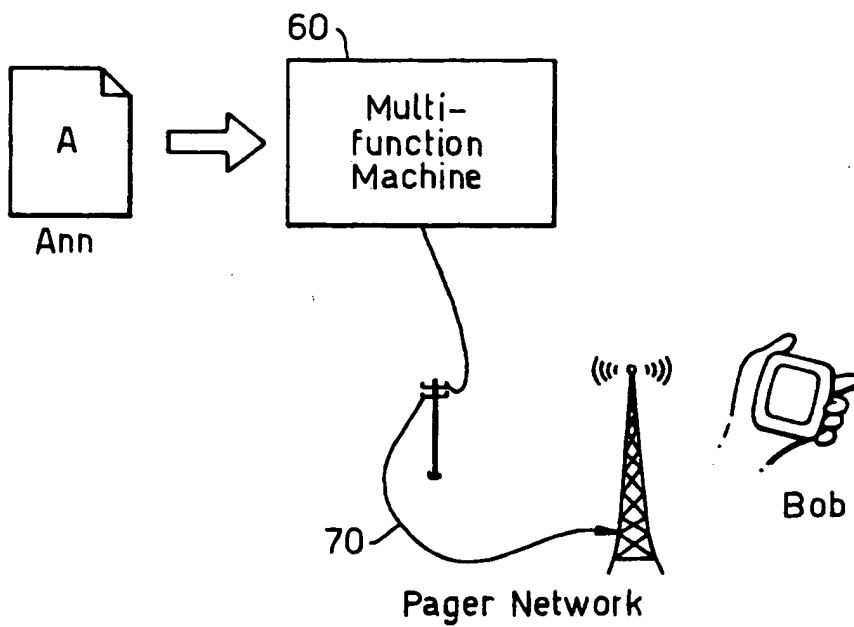 60
A
Multi-
function
Machine
Ann
Bob
70
Pager Network